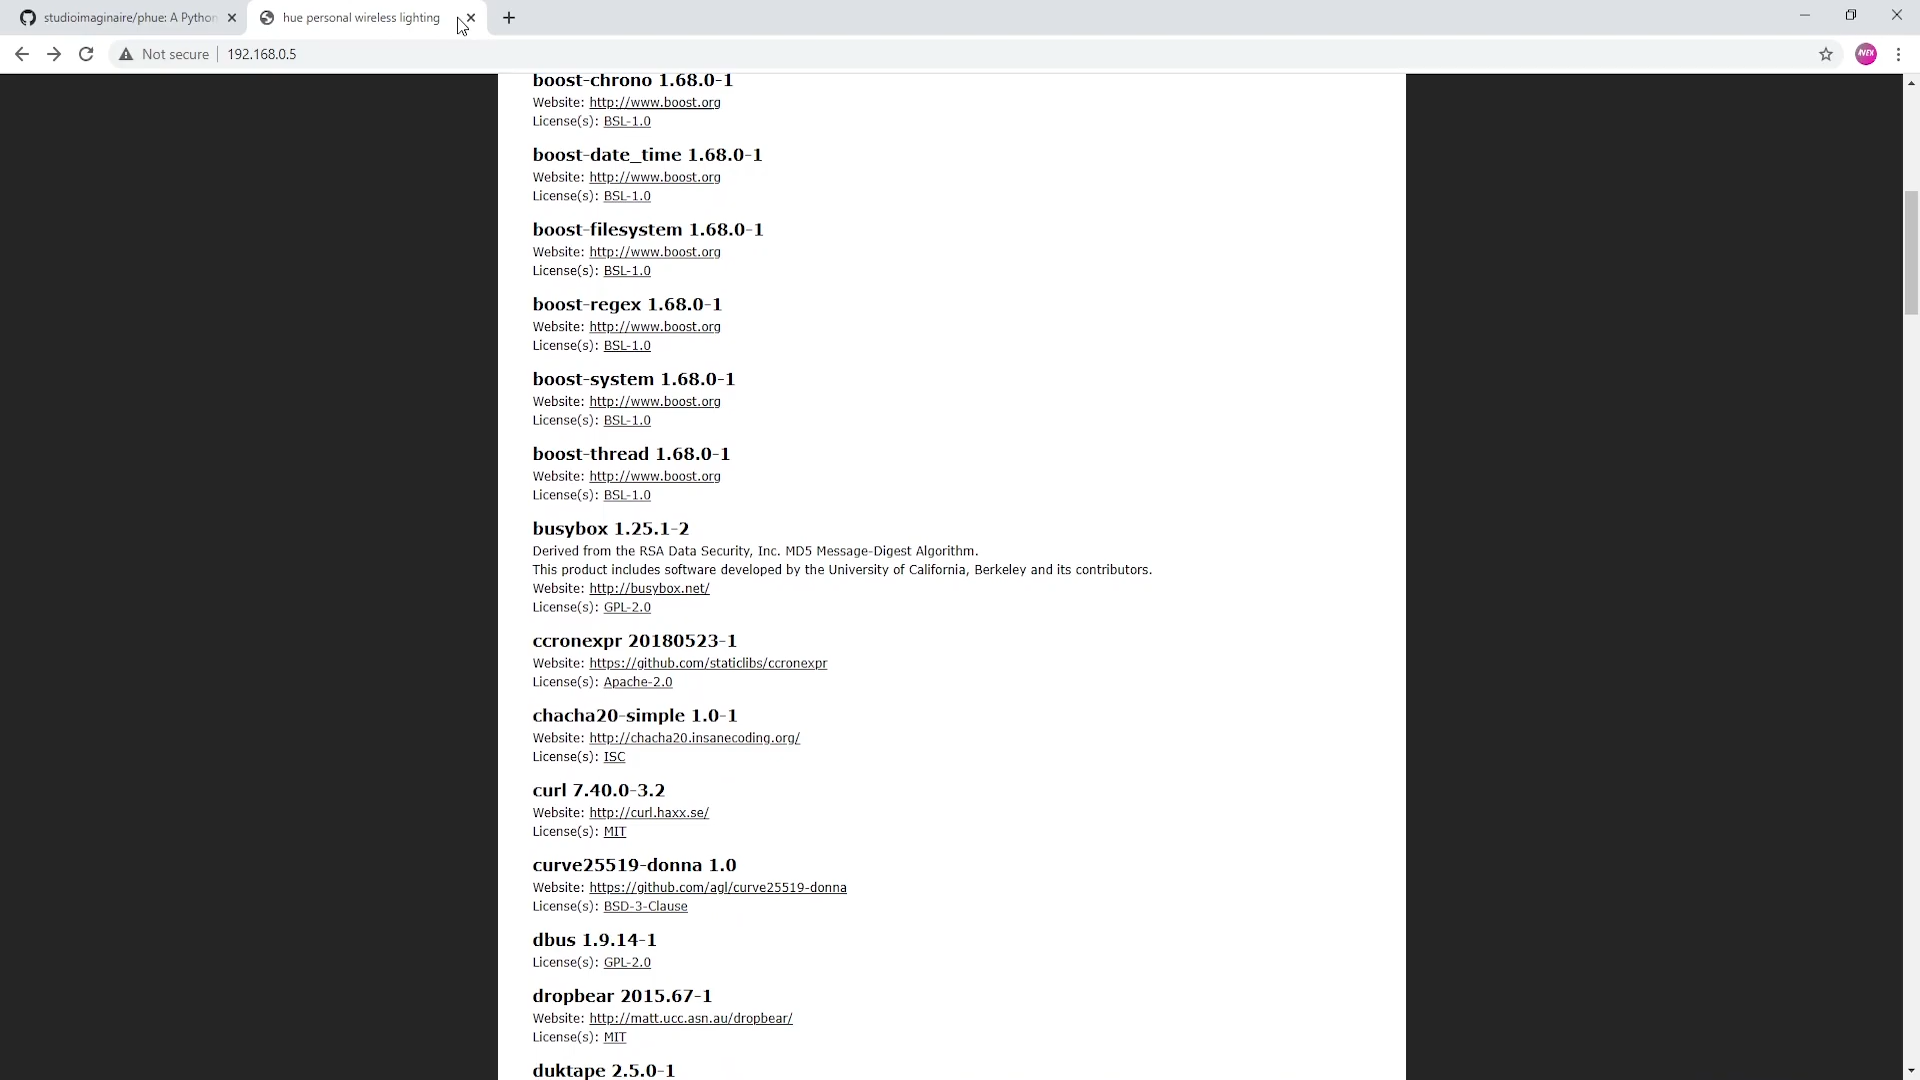 studioimaginaire/phue: A Python
hue personal wireless lighting
Not secure
192.168.0.5
AVEX
boost-chrono 1.68.0-1
Website: http://www.boost.org
License(s): BSL-1.0
boost-date_time 1.68.0-1
Website: http://www.boost.org
License(s): BSL-1.0
boost-filesystem 1.68.0-1
Website: http://www.boost.org
License(s): BSL-1.0
boost-regex 1.68.0-1
Website: http://www.boost.org
License(s): BSL-1.0
boost-system 1.68.0-1
Website: http://www.boost.org
License(s): BSL-1.0
boost-thread 1.68.0-1
Website: http://www.boost.org
License(s): BSL-1.0
busybox 1.25.1-2
Derived from the RSA Data Security, Inc. MD5 Message-Digest Algorithm.
This product includes software developed by the University of California, Berkeley and its contributors.
Website: http://busybox.net/
License(s): GPL-2.0
ccronexpr 20180523-1
Website: https://github.com/staticlibs/ccronexpr
License(s): Apache-2.0
chacha20-simple 1.0-1
Website: http://chacha20.insanecoding.org/
License(s): ISC
curl 7.40.0-3.2
Website: http://curl.haxx.se/
License(s): MIT
curve25519-donna 1.0
Website: https://github.com/agl/curve25519-donna
License(s): BSD-3-Clause
dbus 1.9.14-1
License(s): GPL-2.0
dropbear 2015.67-1
Website: http://matt.ucc.asn.au/dropbear/
License(s): MIT
duktape 2.5.0-1